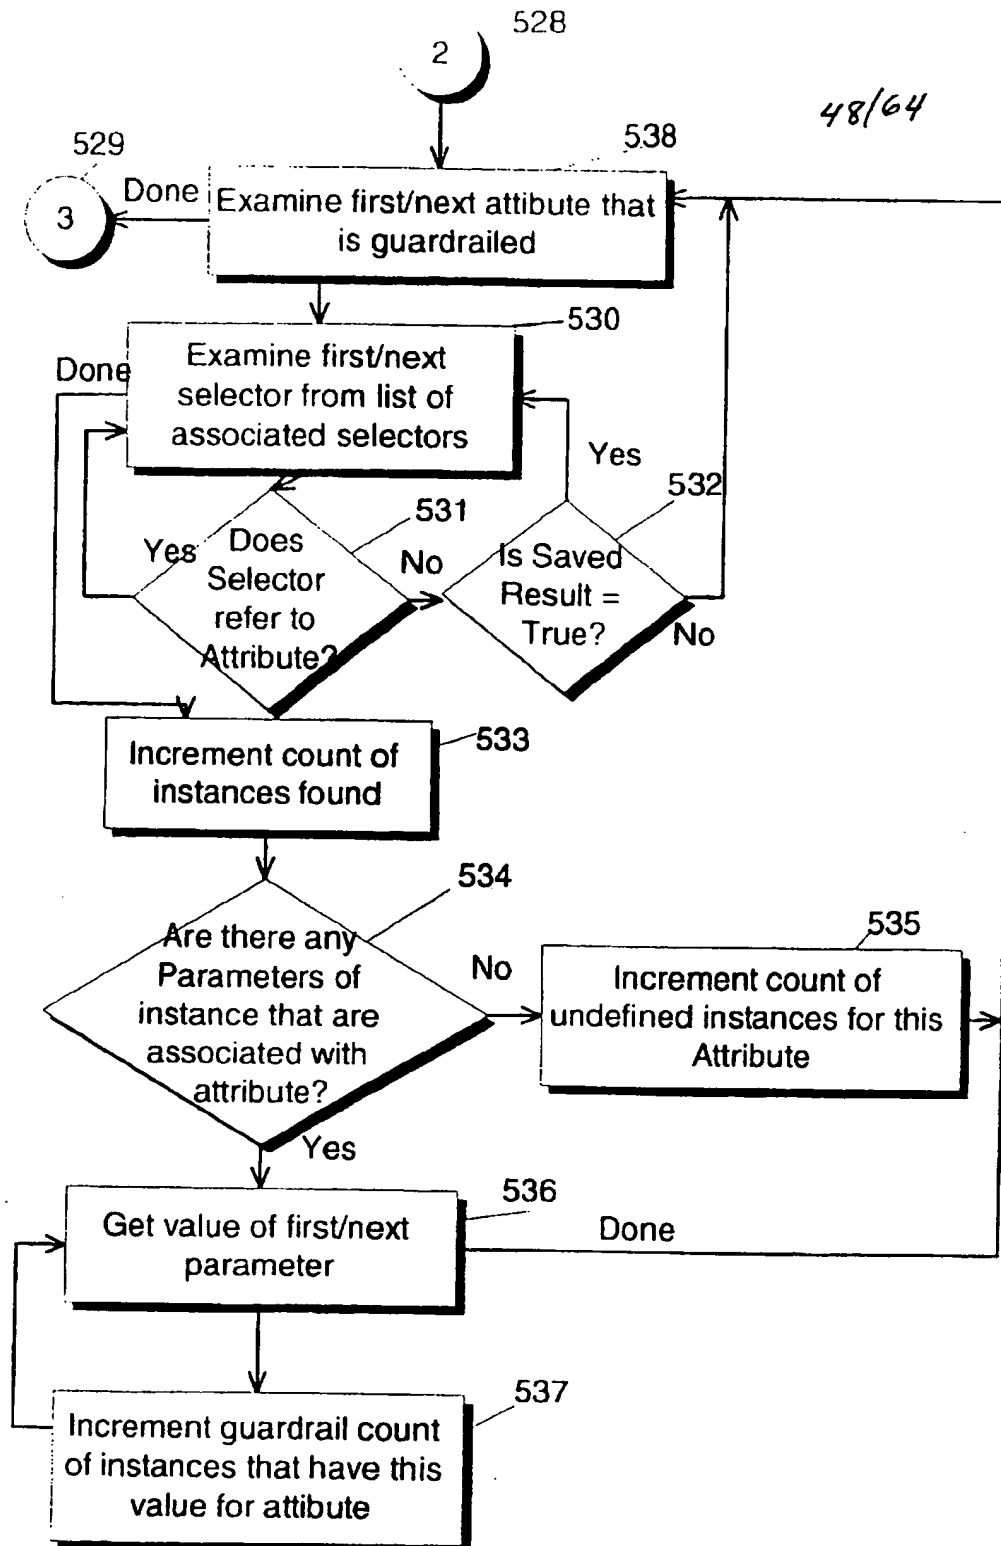 528
2
48/64
538
529
Done
3
Examine first/next attibute that
is guardrailed
530
Examine first/next
selector from list of
associated selectors
Done
Yes
532
531
Yes
Does
Selector
refer to
Attribute?
No
Is Saved
Result =
True?
No
Increment count of
instances found
533
534
Are there any
Parameters of
instance that are
associated with
attribute?
No
535
Increment count of
undefined instances for this
Attribute
Yes
536
Get value of first/next
parameter
Done
537
Increment guardrail count
of instances that have this
value for attibute